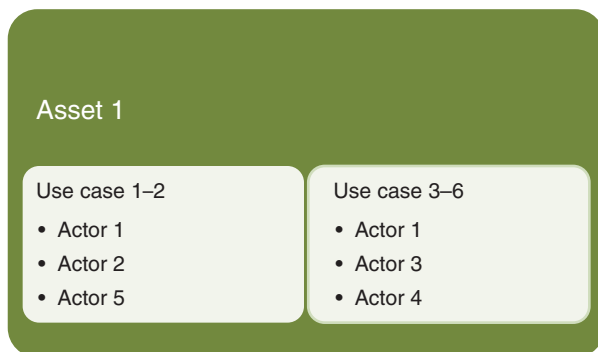 Asset 1
Use case 1–2
• Actor 1
• Actor 2
• Actor 5
Use case 3–6
• Actor 1
• Actor 3
• Actor 4